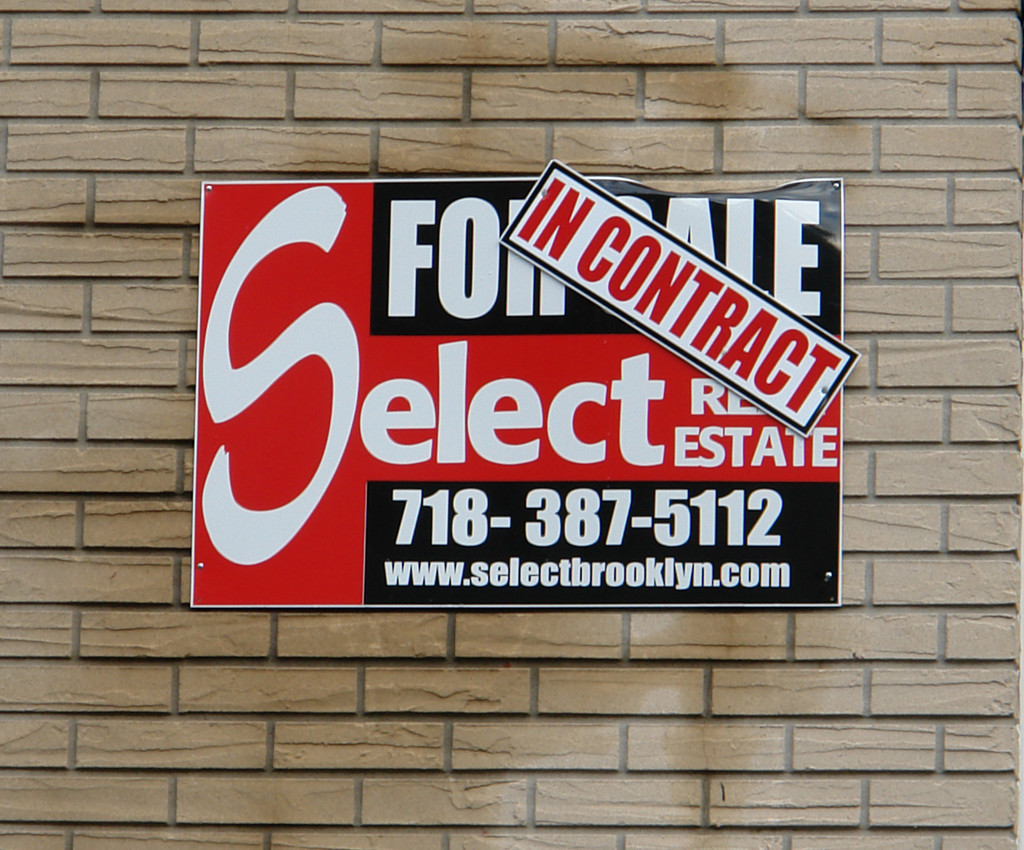 FOR SALE
IN CONTRACT
Select
REAL
ESTATE
718- 387-5112
www.selectbrooklyn.com